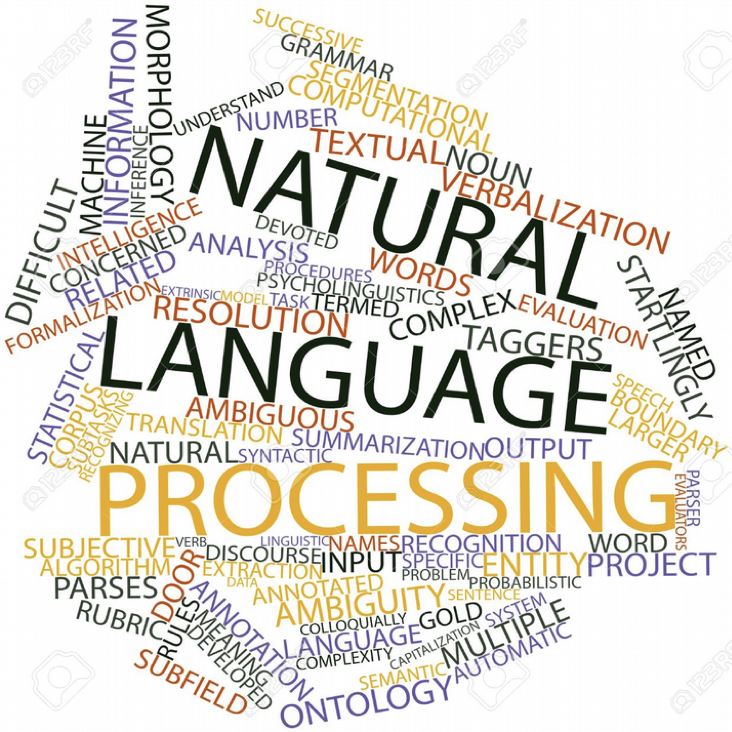 SUCCESSIVE
GRAMMAR
SEGMENTATION
COMPUTATIONAL
MORPHOLOGY
INFORMATION
MACHINE
INFERENCE
UNDERSTAND
NUMBER
TEXTUAL
NOUN
VERBALIZATION
NATURAL
DIFFICULT
INTELLIGENCE
CONCERNED
RELATED
FORMALIZATION
DEVOTED
ANALYSIS
PROCEDURES
WORDS
PSYCHOLINGUISTICS
EXTRINSIC
MODEL
TASK
TERMED
COMPLEX
EVALUATION
STARTLINGLY
NAMED
RESOLUTION
TAGGERS
LANGUAGE
STATISTICAL
CORPUS
SUBTASKS
RECOGNIZING
SPEECH
BOUNDARY
LARGER
AMBIGUOUS
TRANSLATION
SUMMARIZATION
OUTPUT
NATURAL
SYNTACTIC
PROCESSING
PARSER
EVALUATORS
SUBJECTIVE
VERB
LINGUISTIC
NAMES
RECOGNITION
WORD
ALGORITHM
DOOR
DISCOURSE
INPUT
SPECIFIC
ENTITY
PROJECT
EXTRACTION
PROBLEM
PROBABILISTIC
PARSES
DATA
ANNOTATED
SENTENCE
RUBRIC
RULES
ANNOTATION
AMBIGUITY
COLLOQUIALLY
GOLD
SYSTEM
MEANING
DEVELOPED
LANGUAGE
CAPITALIZATION
MULTIPLE
SUBFIELD
COMPLEXITY
SEMANTIC
AUTOMATIC
ONTOLOGY
123RF